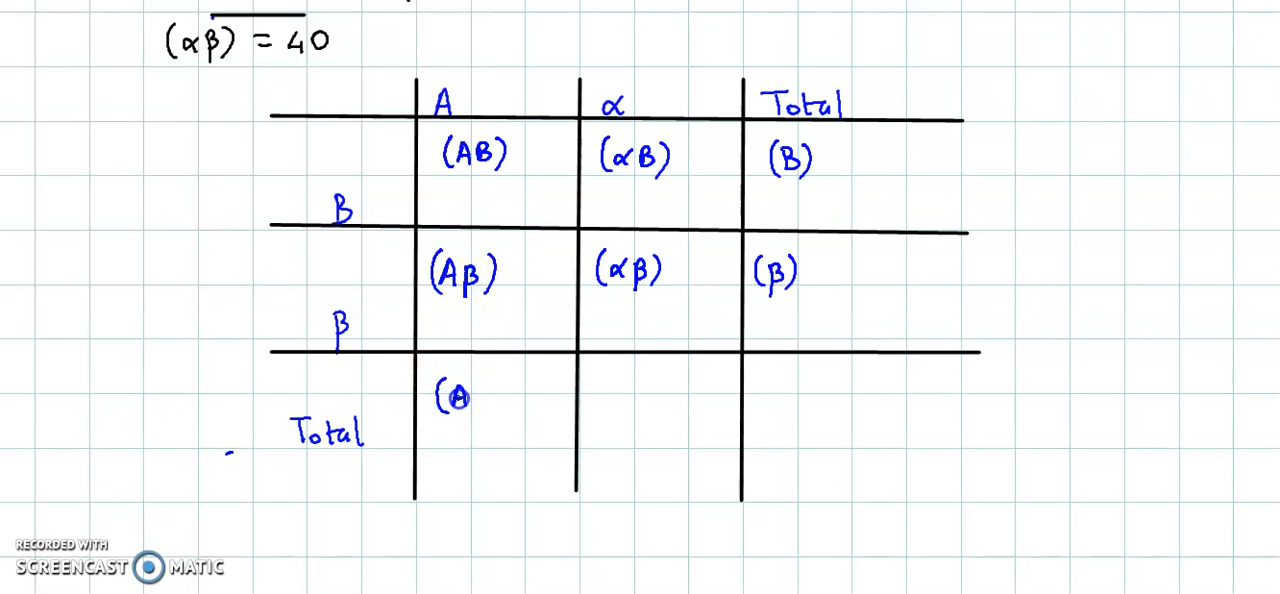 (αβ) = 40
A α Total
(AB) (αB) (B)
B
(Aβ) (αβ) (β)
β
(A
Total
RECORDED WITH
SCREENCAST MATIC